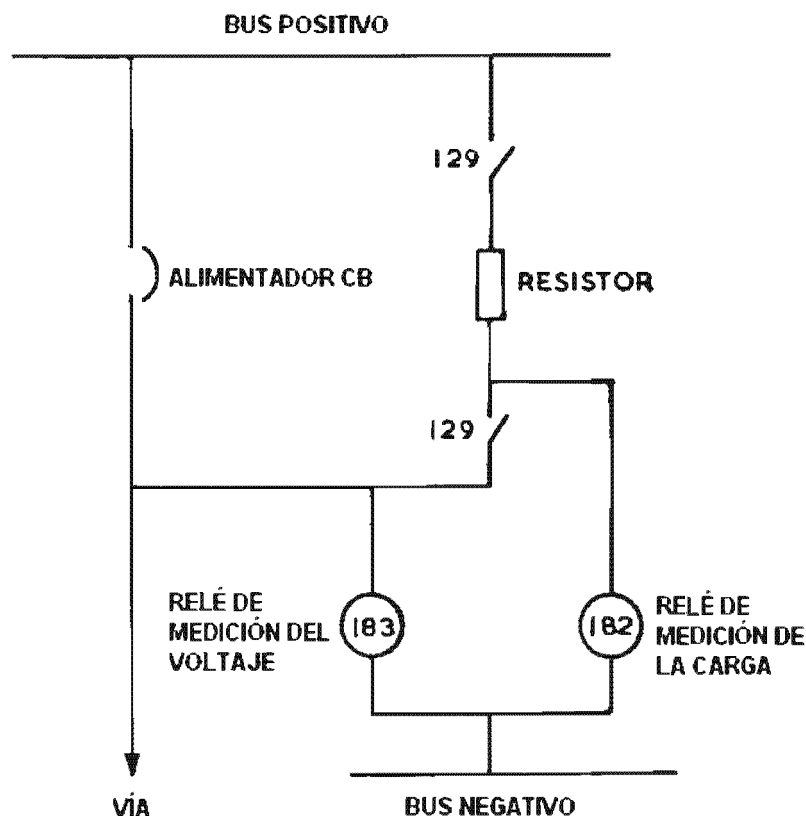 BUS POSITIVO
129
ALIMENTADOR CB
RESISTOR
129
RELÉ DE
MEDICIÓN DEL
VOLTAJE
183
182
RELÉ DE
MEDICIÓN DE
LA CARGA
VÍA
BUS NEGATIVO